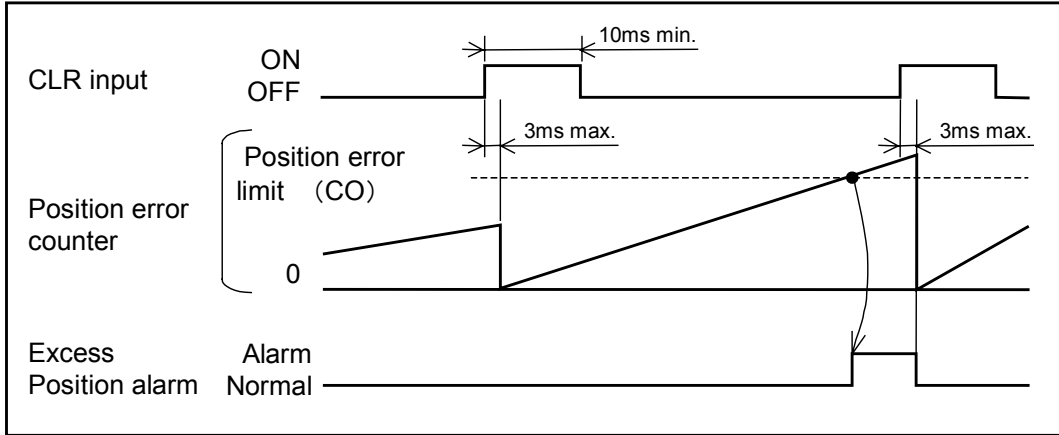 10ms min.
CLR input
ON
OFF
3ms max.
3ms max.
Position error
limit （CO）
Position error
counter
0
Excess
Position alarm
Alarm
Normal